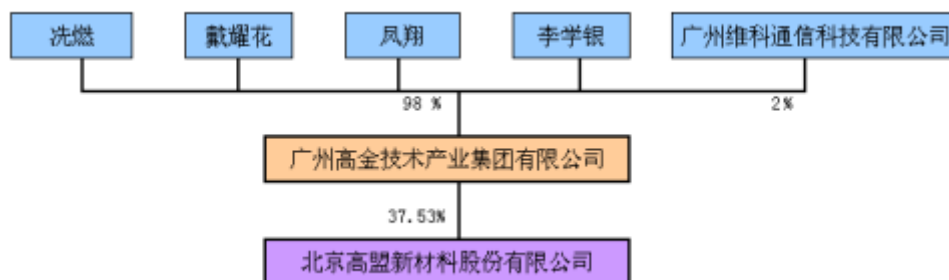 冼燃
戴耀花
凤翔
李学银
广州维科通信科技有限公司
98 %
2%
广州高金技术产业集团有限公司
37.53%
北京高盟新材料股份有限公司